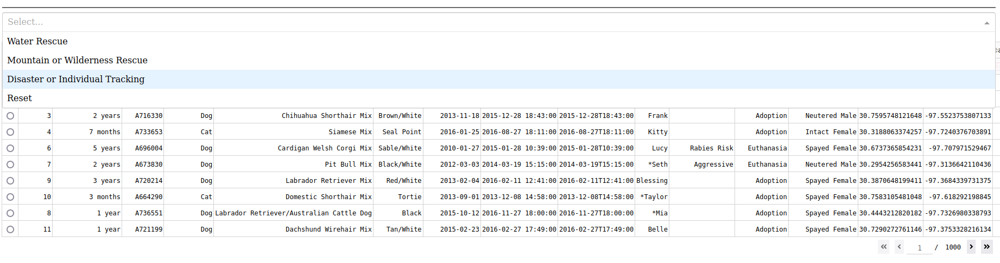 Select...
Water Rescue
Mountain or Wilderness Rescue
Disaster or Individual Tracking
Reset
3 2 years A716330 Dog Chihuahua Shorthair Mix Brown/White 2013-11-18 2015-12-28 18:43:00 2015-12-28T18:43:00 Frank Adoption Neutered Male 30.7595748121648 -97.5523753807133
4 7 months A733653 Cat Siamese Mix Seal Point 2016-01-25 2016-08-27 18:11:00 2016-08-27T18:11:00 Kitty Adoption Intact Female 30.3188063374257 -97.7240376703891
6 5 years A696004 Dog Cardigan Welsh Corgi Mix Sable/White 2010-01-27 2015-01-28 10:39:00 2015-01-28T10:39:00 Lucy Rabies Risk Euthanasia Spayed Female 30.6737365854231 -97.707971529467
7 2 years A673830 Dog Pit Bull Mix Black/White 2012-03-03 2014-03-19 15:15:00 2014-03-19T15:15:00 *Seth Aggressive Euthanasia Neutered Male 30.2954256583441 -97.3136642110436
9 3 years A720214 Dog Labrador Retriever Mix Red/White 2013-02-04 2016-02-11 12:41:00 2016-02-11T12:41:00 Blessing Adoption Spayed Female 30.3870648199411 -97.3684339731375
10 3 months A664290 Cat Domestic Shorthair Mix Tortie 2013-09-01 2013-12-08 14:58:00 2013-12-08T14:58:00 *Taylor Adoption Spayed Female 30.7583105481048 -97.618292198845
8 1 year A736551 Dog Labrador Retriever/Australian Cattle Dog Black 2015-10-12 2016-11-27 18:00:00 2016-11-27T18:00:00 *Mia Adoption Spayed Female 30.4443212820182 -97.7326980338793
11 1 year A721199 Dog Dachshund Wirehair Mix Tan/White 2015-02-23 2016-02-27 17:49:00 2016-02-27T17:49:00 Belle Adoption Spayed Female 30.7290272761146 -97.3753328216134
1 / 1000